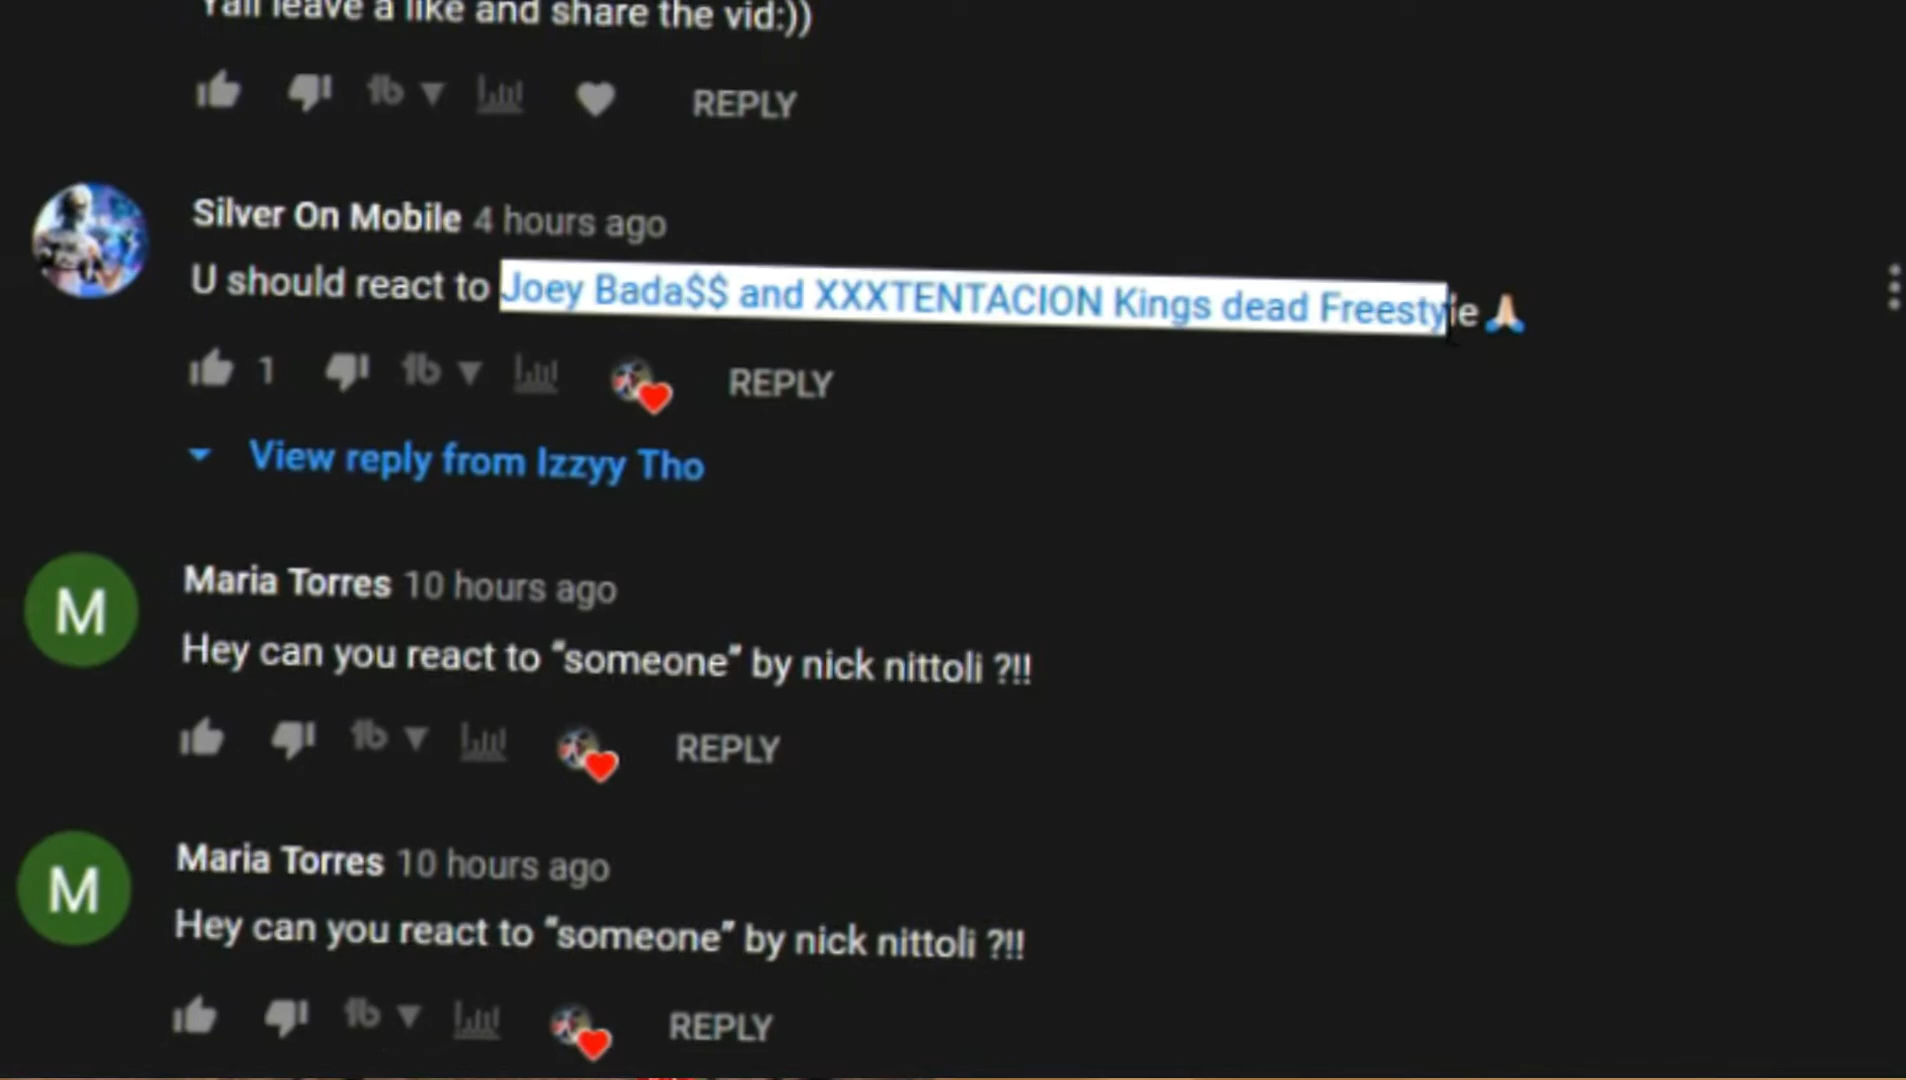 Yall leave a like and share the vid:))
REPLY
Silver On Mobile 4 hours ago
U should react to Joey Bada$$ and XXXTENTACION Kings dead Freestyle🙏🏻
1
REPLY
View reply from Izzyy Tho
M
Maria Torres 10 hours ago
Hey can you react to “someone” by nick nittoli ?!!
REPLY
M
Maria Torres 10 hours ago
Hey can you react to “someone” by nick nittoli ?!!
REPLY